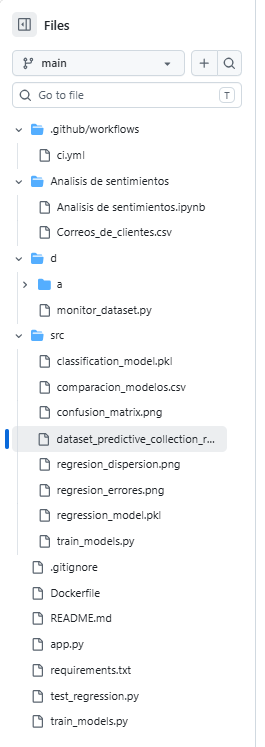 Files
main
Go to file
T
.github/workflows
ci.yml
Analisis de sentimientos
Analisis de sentimientos.ipynb
Correos_de_clientes.csv
d
a
monitor_dataset.py
src
classification_model.pkl
comparacion_modelos.csv
confusion_matrix.png
dataset_predictive_collection_r...
regresion_dispersion.png
regresion_errores.png
regression_model.pkl
train_models.py
.gitignore
Dockerfile
README.md
app.py
requirements.txt
test_regression.py
train_models.py